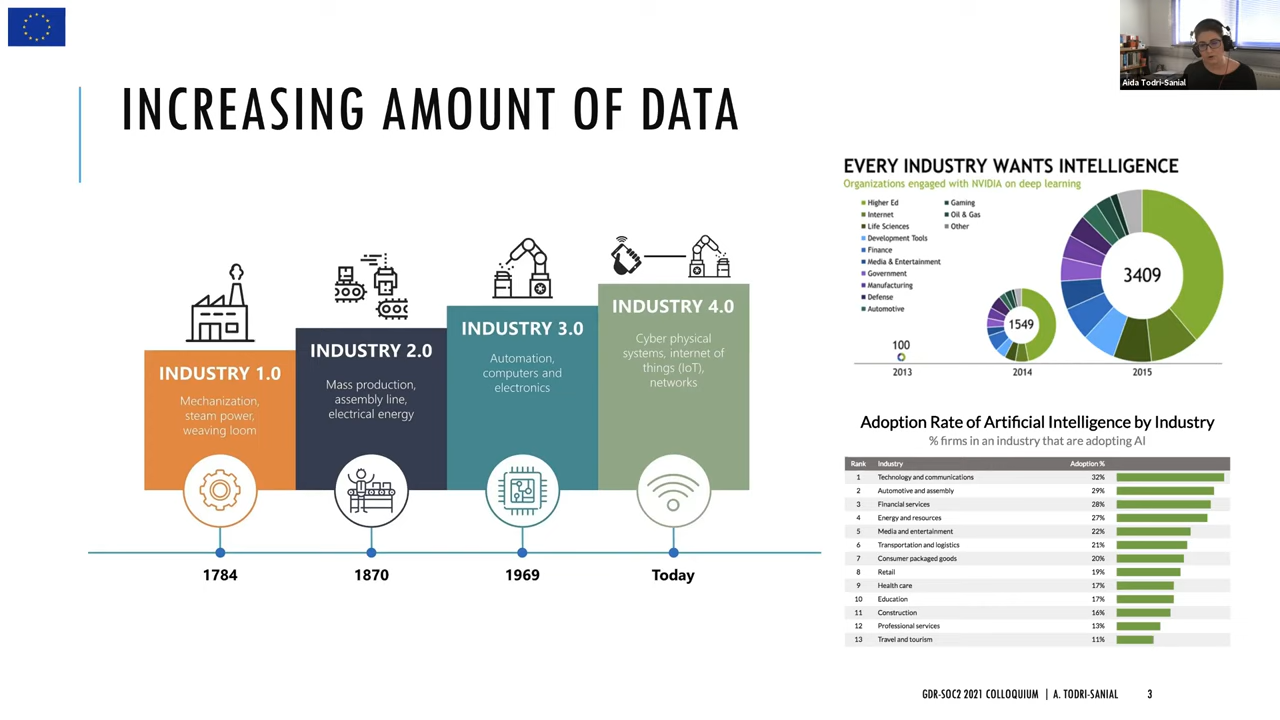 INCREASING AMOUNT OF DATA
Aida Todri-Sanial
INDUSTRY 1.0
Mechanization,
steam power,
weaving loom
INDUSTRY 2.0
Mass production,
assembly line,
electrical energy
INDUSTRY 3.0
Automation,
computers and
electronics
INDUSTRY 4.0
Cyber physical
systems, internet of
things (IoT),
networks
1784
1870
1969
Today
EVERY INDUSTRY WANTS INTELLIGENCE
Organizations engaged with NVIDIA on deep learning
Higher Ed
Internet
Life Sciences
Development Tools
Finance
Media & Entertainment
Government
Manufacturing
Defense
Automotive
Gaming
Oil & Gas
Other
100
1549
3409
2013
2014
2015
Adoption Rate of Artificial Intelligence by Industry
% firms in an industry that are adopting AI
Rank Industry Adoption %
1 Technology and communications 32%
2 Automotive and assembly 29%
3 Financial services 28%
4 Energy and resources 27%
5 Media and entertainment 22%
6 Transportation and logistics 21%
7 Consumer packaged goods 20%
8 Retail 19%
9 Health care 17%
10 Education 17%
11 Construction 16%
12 Professional services 13%
13 Travel and tourism 11%
GDR-SOC2 2021 COLLOQUIUM | A. TODRI-SANIAL 3